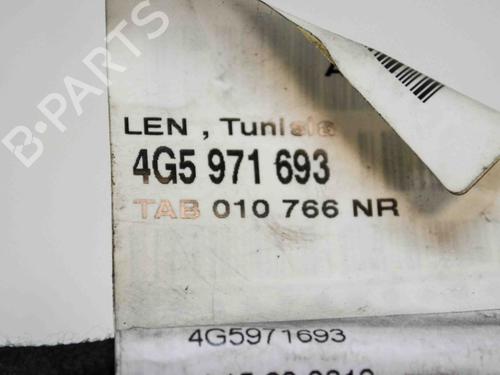 LEN , Tunisia
4G5 971 693
TAB 010 766 NR
4G5971693
B-PARTS